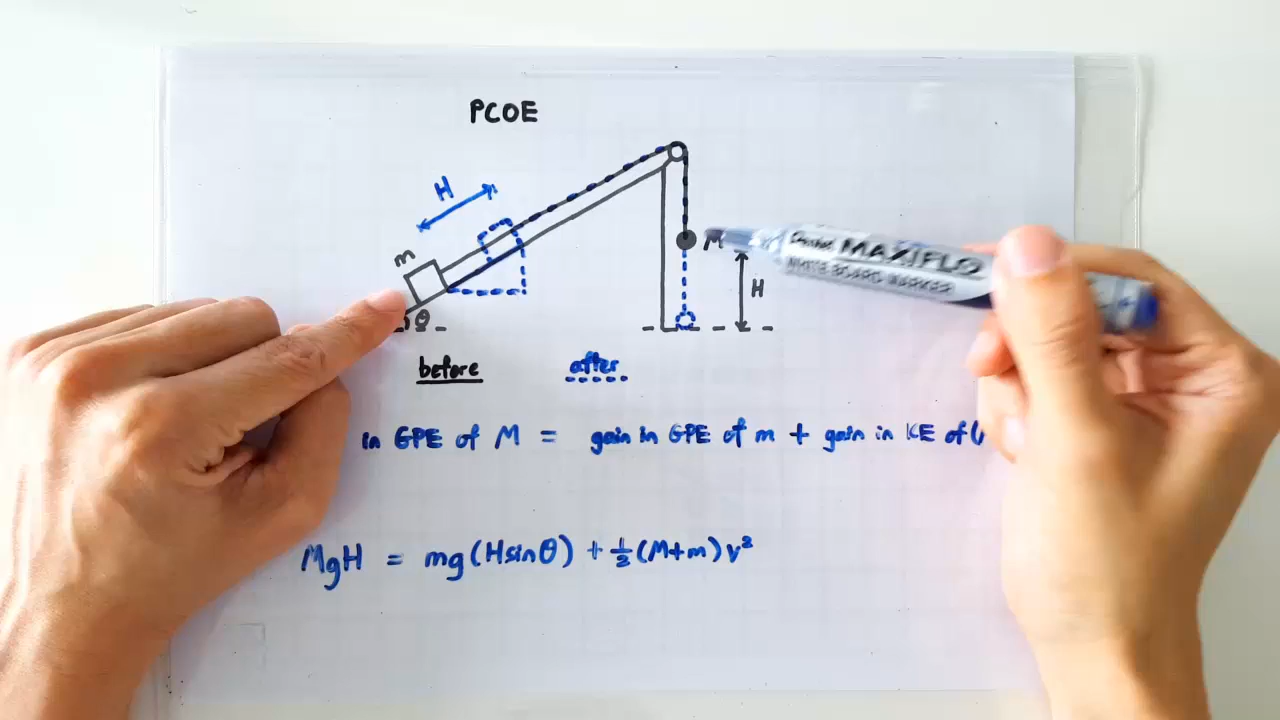 PCOE
H
m
M
H
θ
before
after
in GPE of M = gain in GPE of m + gain in KE of (
MgH = mg(Hsinθ) + ½(M+m)v²
Pentel MAXIFLO
WHITE BOARD MARKER